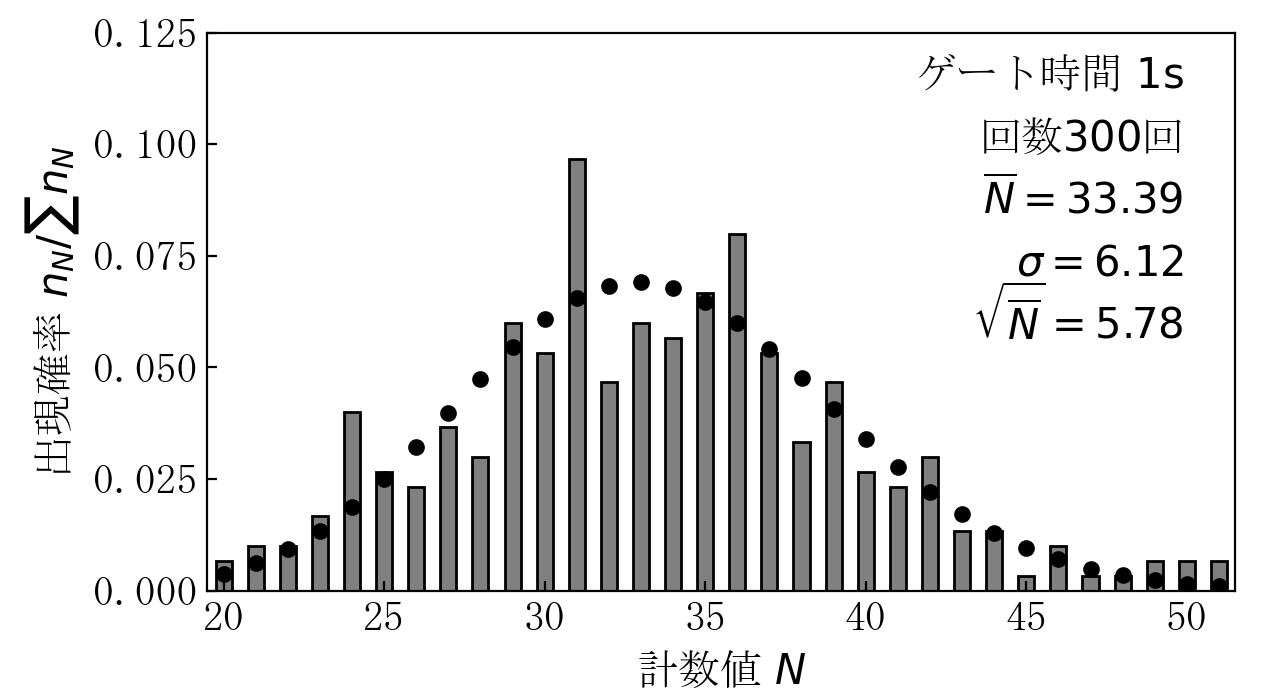 0.125
0.100
0.075
0.050
0.025
0.000
出現確率 n_N/∑n_N
ゲート時間 1s
回数300回
N̅ = 33.39
σ = 6.12
√N̅ = 5.78
20 25 30 35 40 45 50
計数値 N